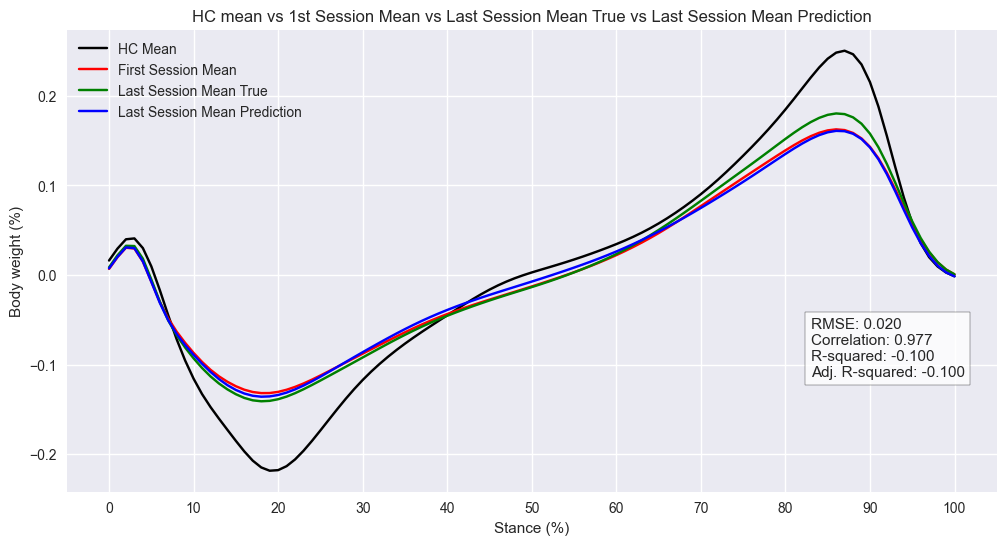 HC mean vs 1st Session Mean vs Last Session Mean True vs Last Session Mean Prediction
HC Mean
First Session Mean
Last Session Mean True
Last Session Mean Prediction
Body weight (%)
0.2
0.1
0.0
−0.1
−0.2
RMSE: 0.020
Correlation: 0.977
R-squared: -0.100
Adj. R-squared: -0.100
0 10 20 30 40 50 60 70 80 90 100
Stance (%)